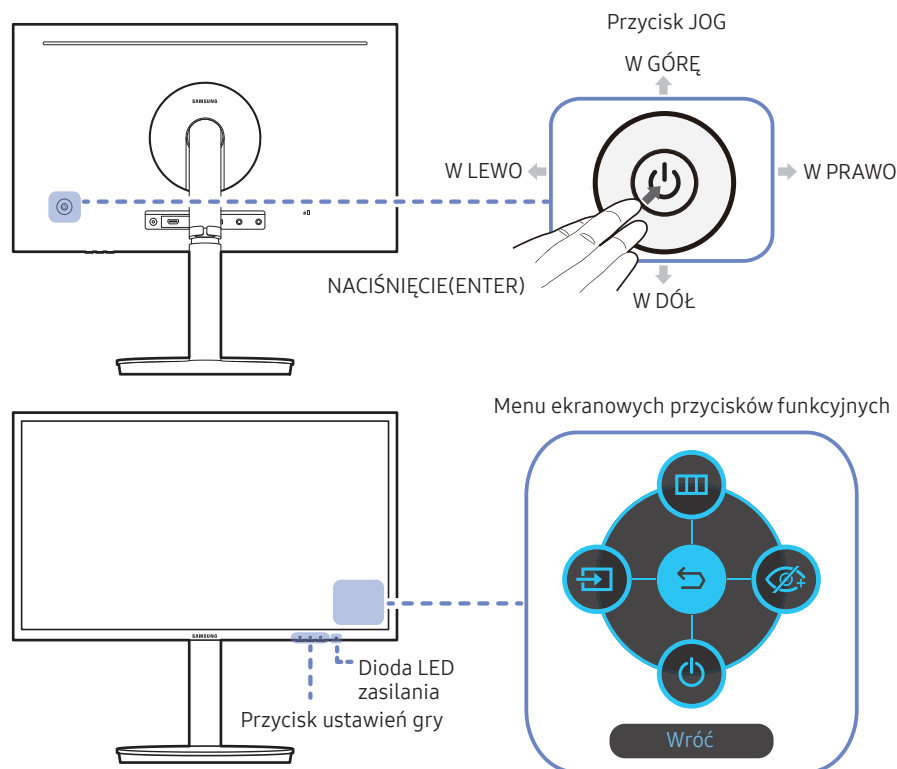 Przycisk JOG
W GÓRĘ
SAMSUNG
W LEWO
W PRAWO
NACIŚNIĘCIE(ENTER)
W DÓŁ
Menu ekranowych przycisków funkcyjnych
SAMSUNG
Dioda LED
zasilania
Przycisk ustawień gry
Wróć